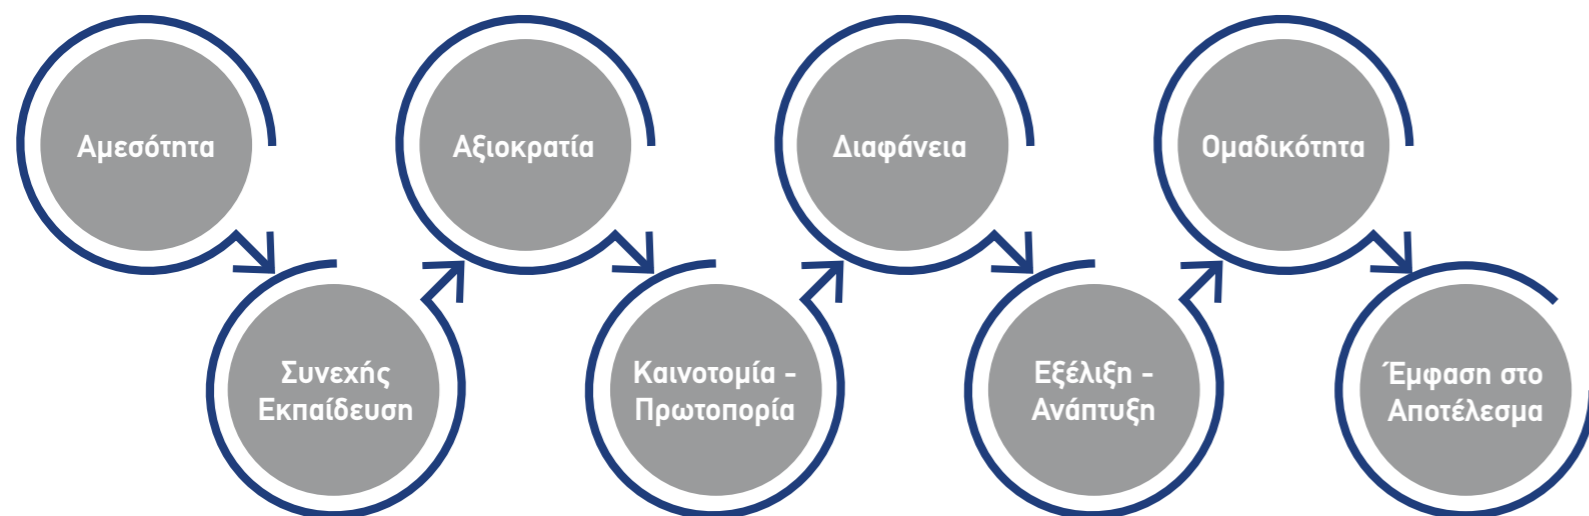 Αμεσότητα
Συνεχής
Εκπαίδευση
Αξιοκρατία
Καινοτομία -
Πρωτοπορία
Διαφάνεια
Εξέλιξη -
Ανάπτυξη
Ομαδικότητα
Έμφαση στο
Αποτέλεσμα